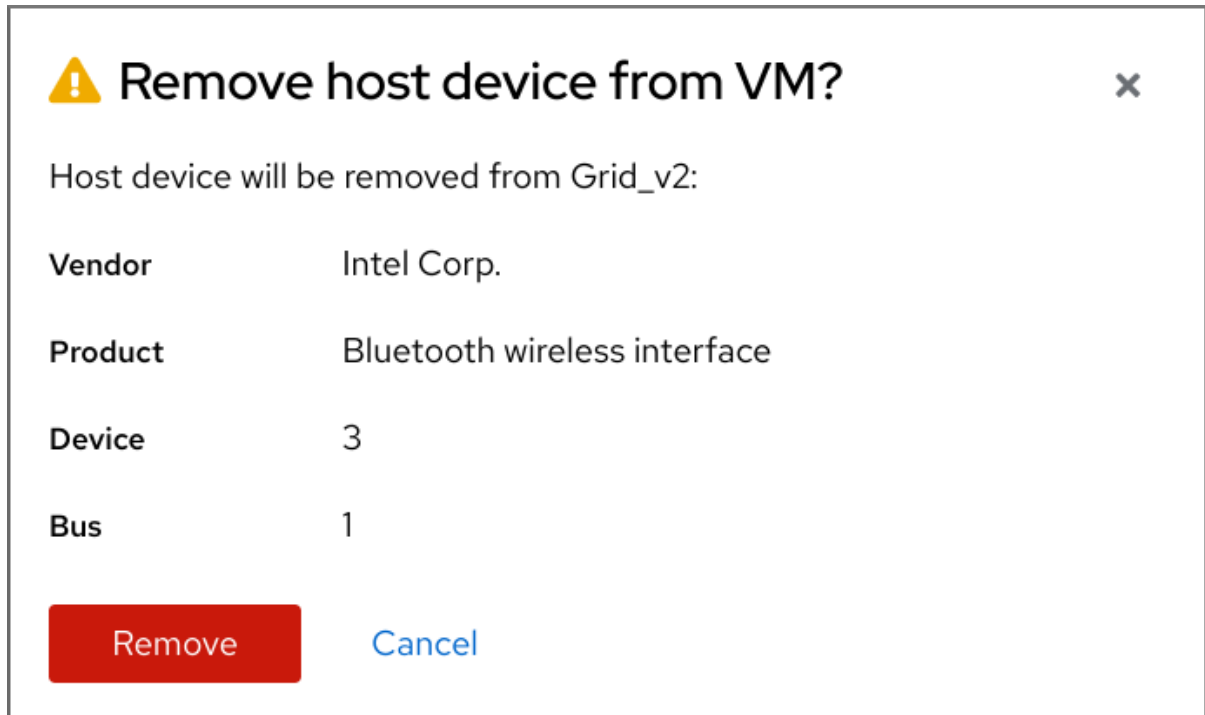 Remove host device from VM?
Host device will be removed from Grid_v2:
Vendor Intel Corp.
Product Bluetooth wireless interface
Device 3
Bus 1
Remove Cancel